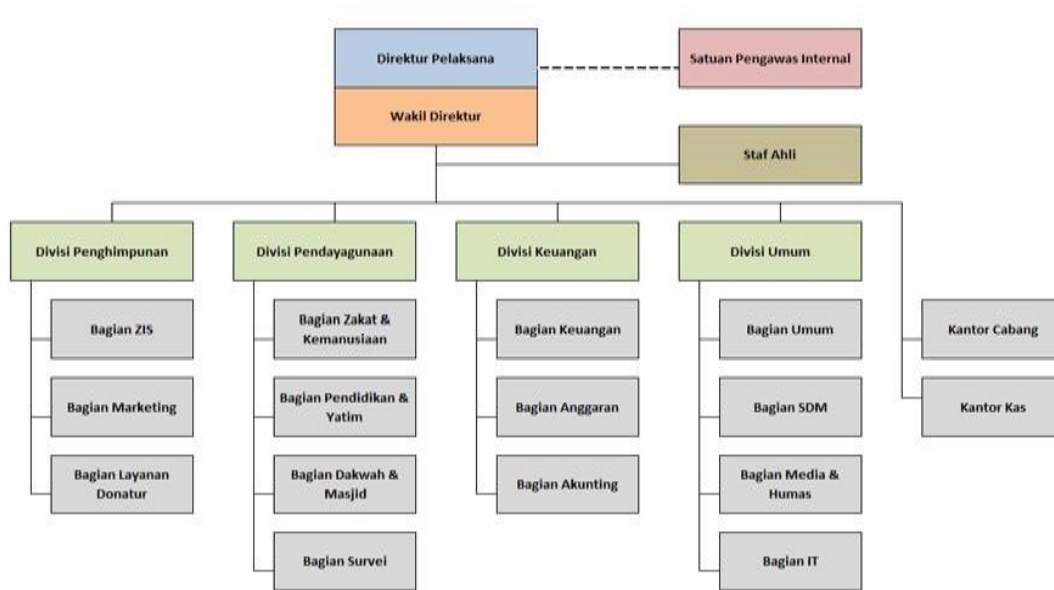 Direktur Pelaksana
Satuan Pengawas Internal
Wakil Direktur
Staf Ahli
Divisi Penghimpunan
Divisi Pendayagunaan
Divisi Keuangan
Divisi Umum
Bagian ZIS
Bagian Marketing
Bagian Layanan
Donatur
Bagian Zakat &
Kemanusiaan
Bagian Pendidikan &
Yatim
Bagian Dakwah &
Masjid
Bagian Survei
Bagian Keuangan
Bagian Anggaran
Bagian Akunting
Bagian Umum
Bagian SDM
Bagian Media &
Humas
Bagian IT
Kantor Cabang
Kantor Kas